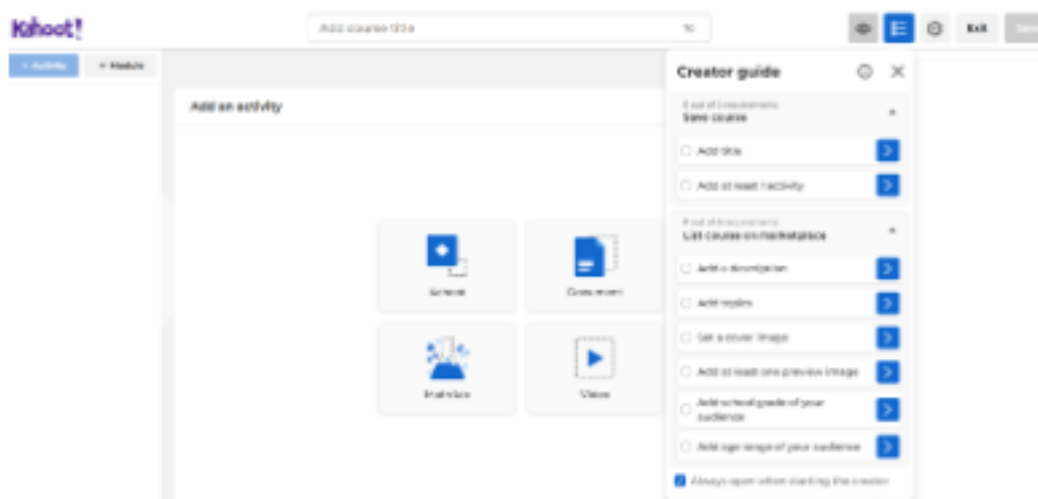 Kahoot!
Add course title
Exit
+ Activity
+ Module
Add an activity
Document
Video
Creator guide
Save course
Add title
Add at least 1 activity
List course on marketplace
Add a description
Add topics
Set a cover image
Add at least one preview image
Add school grade of your
audience
Add age range of your audience
Always open when starting the creator